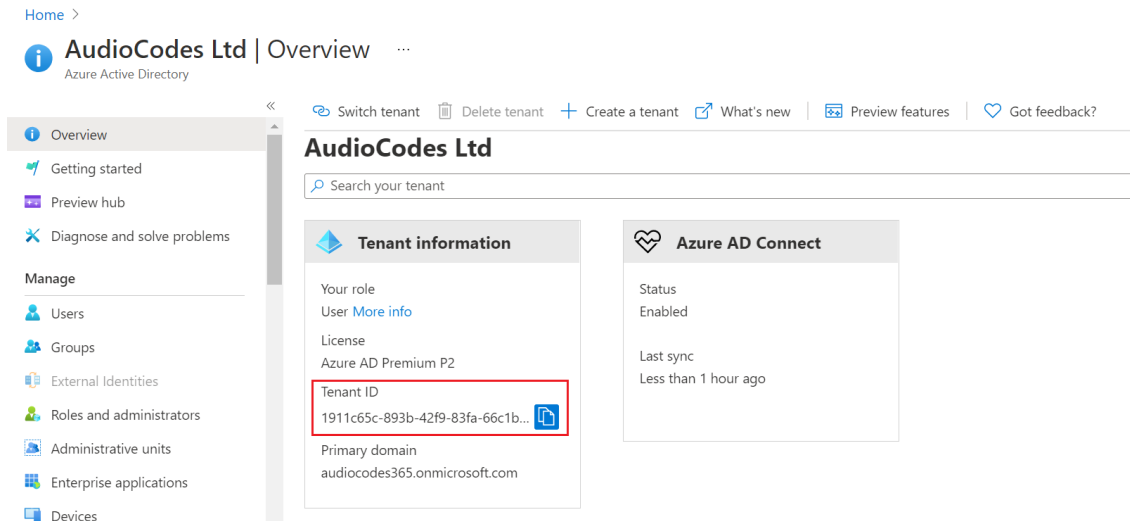 Home >
AudioCodes Ltd | Overview ...
Azure Active Directory
«
Overview
Getting started
Preview hub
Diagnose and solve problems
Manage
Users
Groups
External Identities
Roles and administrators
Administrative units
Enterprise applications
Devices
Switch tenant Delete tenant Create a tenant What's new Preview features Got feedback?
AudioCodes Ltd
Search your tenant
Tenant information
Your role
User More info
License
Azure AD Premium P2
Tenant ID
1911c65c-893b-42f9-83fa-66c1b...
Primary domain
audiocodes365.onmicrosoft.com
Azure AD Connect
Status
Enabled
Last sync
Less than 1 hour ago